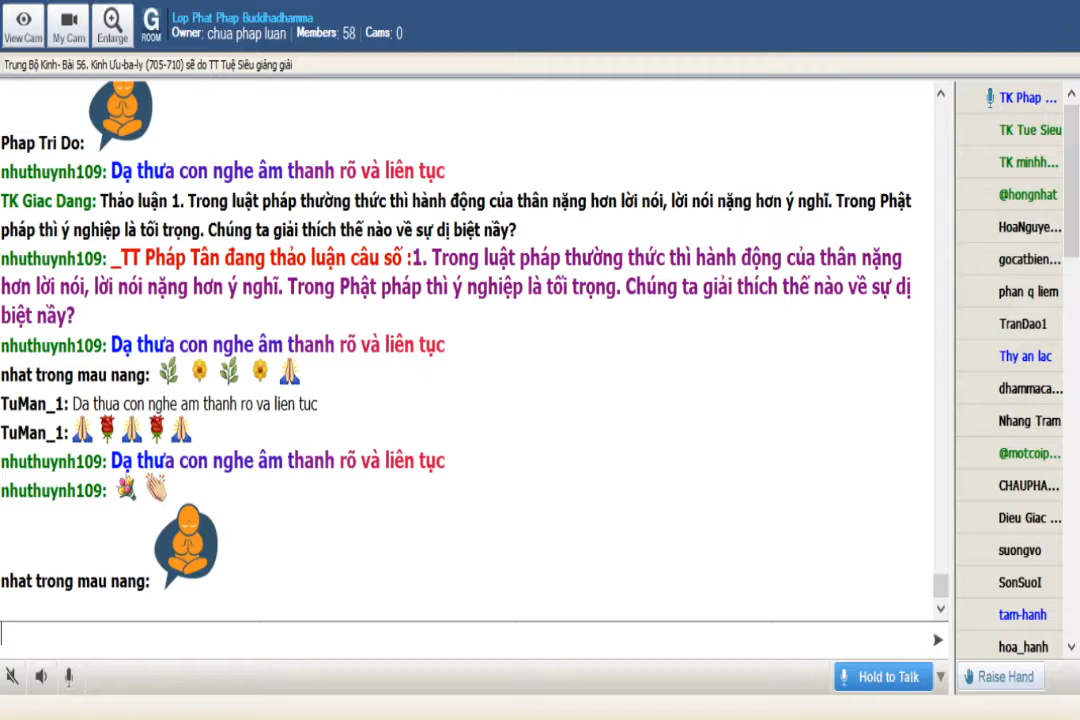 View Cam
My Cam
Enlarge
G
ROOM
Lop Phat Phap Buddhadhamma
Owner: chua phap luan | Members: 58 | Cams: 0
Trung Bộ Kinh- Bài 56. Kinh Ưu-ba-ly (705-710) sẽ do TT Tuệ Siêu giảng giải
Phap Tri Do:
nhuthuynh109: Dạ thưa con nghe âm thanh rõ và liên tục
TK Giac Dang: Thảo luận 1. Trong luật pháp thường thức thì hành động của thân nặng hơn lời nói, lời nói nặng hơn ý nghĩ. Trong Phật
pháp thì ý nghiệp là tối trọng. Chúng ta giải thích thế nào về sự dị biệt nầy?
nhuthuynh109: _TT Pháp Tân đang thảo luận câu số :1. Trong luật pháp thường thức thì hành động của thân nặng
hơn lời nói, lời nói nặng hơn ý nghĩ. Trong Phật pháp thì ý nghiệp là tối trọng. Chúng ta giải thích thế nào về sự dị
biệt nầy?
nhuthuynh109: Dạ thưa con nghe âm thanh rõ và liên tục
nhat trong mau nang:
TuMan_1: Da thua con nghe am thanh ro va lien tuc
TuMan_1:
nhuthuynh109: Dạ thưa con nghe âm thanh rõ và liên tục
nhuthuynh109:
nhat trong mau nang:
TK Phap ...
TK Tue Sieu
TK minhh...
@hongnhat
HoaNguye...
gocatbien...
phan q liem
TranDao1
Thy an lac
dhammaca...
Nhang Tram
@motcoip...
CHAUPHA...
Dieu Giac ...
suongvo
SonSuoI
tam-hanh
hoa_hanh
Hold to Talk
Raise Hand